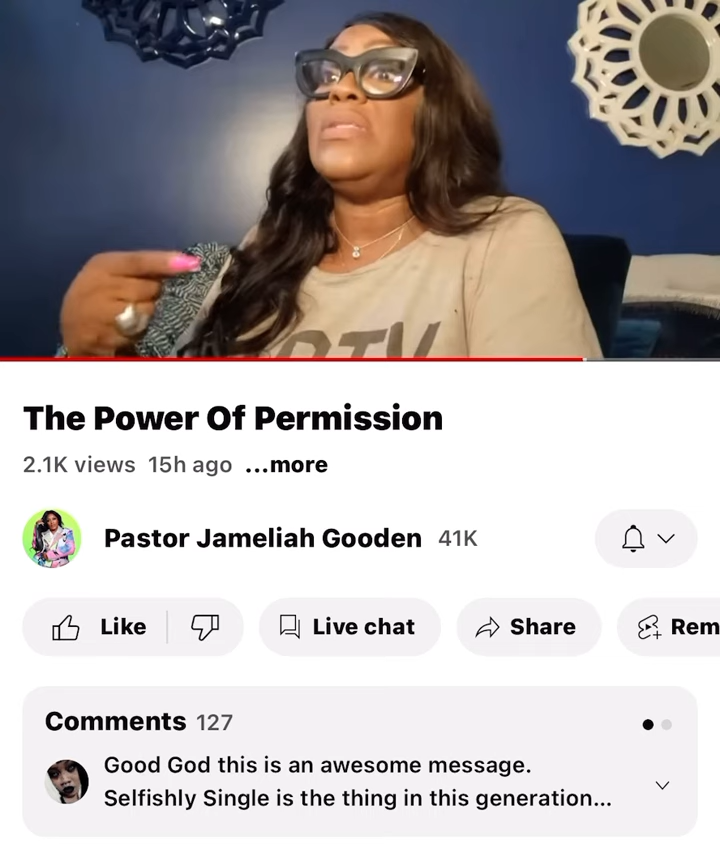 The Power Of Permission
2.1K views 15h ago ...more
Pastor Jameliah Gooden 41K
Like
Live chat
Share
Rem
Comments 127
Good God this is an awesome message.
Selfishly Single is the thing in this generation...